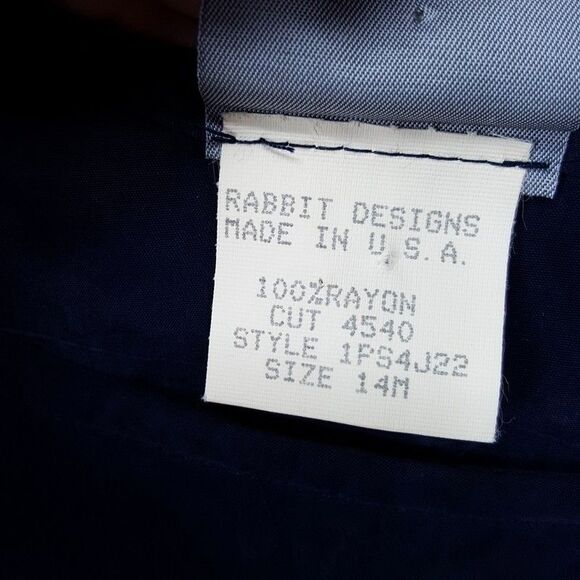 RABBIT DESIGNS
MADE IN U.S.A.
100%RAYON
CUT 4540
STYLE 1PS4J22
SIZE 14M